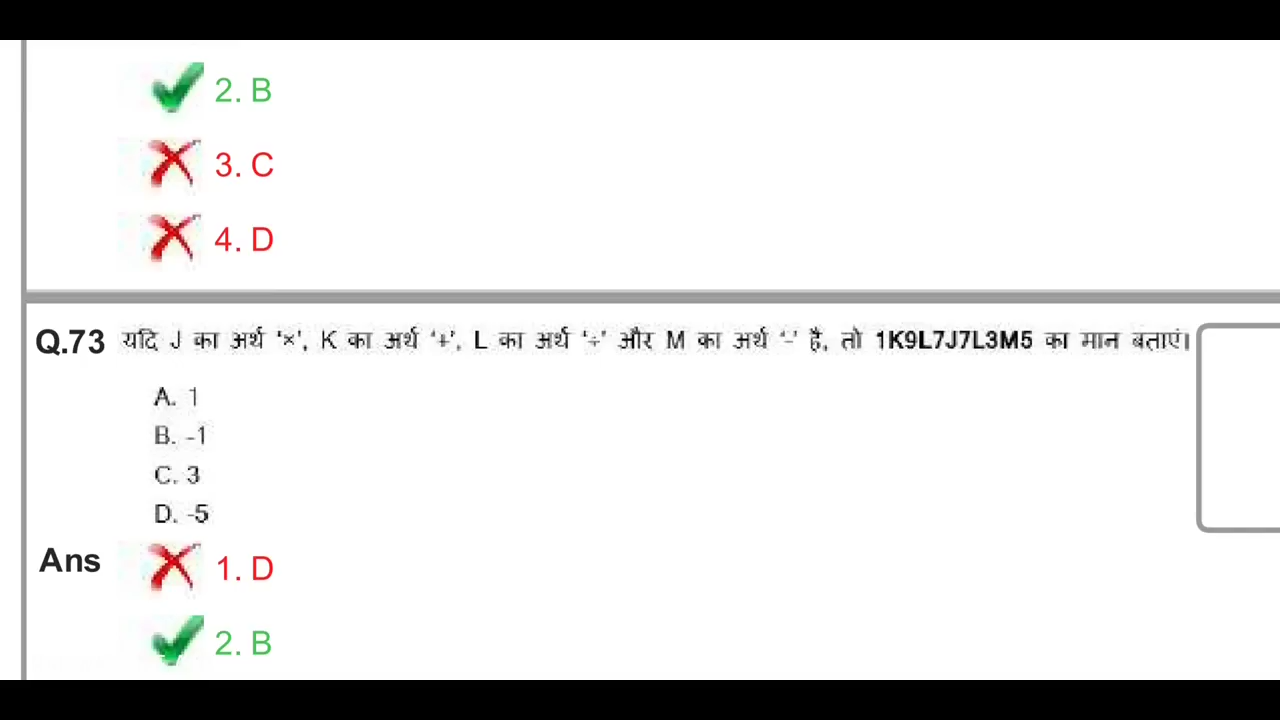 2. B
3. C
4. D
Q.73 यदि J का अर्थ ‘×’, K का अर्थ ‘+’, L का अर्थ ‘÷’ और M का अर्थ ‘-’ है, तो 1K9L7J7L3M5 का मान बताएं।
A. 1
B. -1
C. 3
D. -5
Ans 1. D
2. B